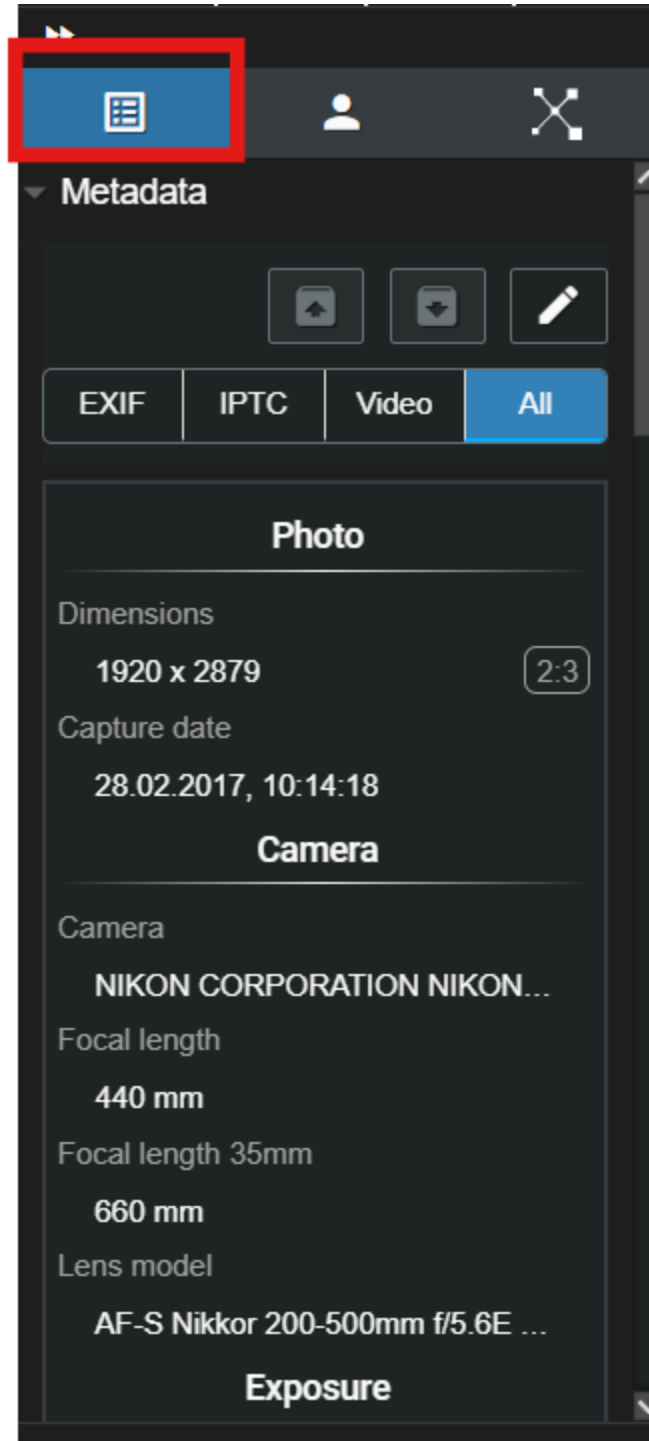 Metadata
EXIF IPTC Video All
Photo
Dimensions
1920 x 2879 2:3
Capture date
28.02.2017, 10:14:18
Camera
Camera
NIKON CORPORATION NIKON...
Focal length
440 mm
Focal length 35mm
660 mm
Lens model
AF-S Nikkor 200-500mm f/5.6E ...
Exposure